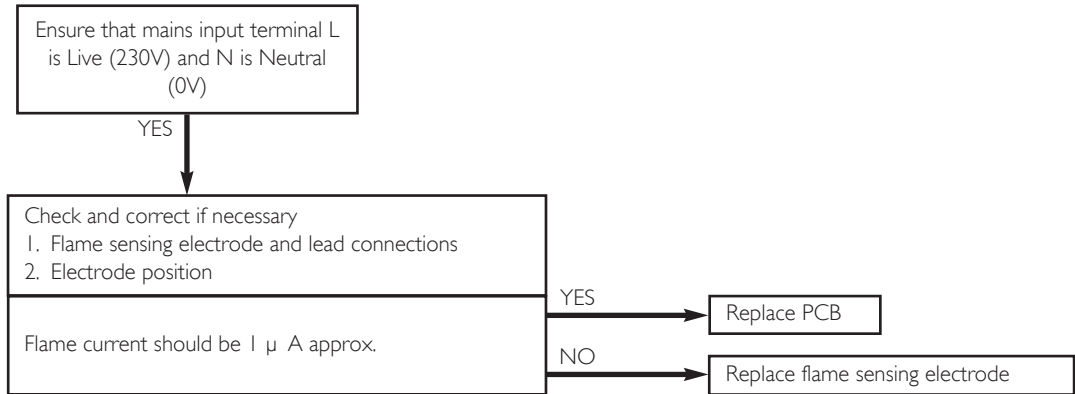 Ensure that mains input terminal L
is Live (230V) and N is Neutral
(0V)
YES
Check and correct if necessary
1. Flame sensing electrode and lead connections
2. Electrode position
YES
Replace PCB
Flame current should be 1 μ A approx.
NO
Replace flame sensing electrode